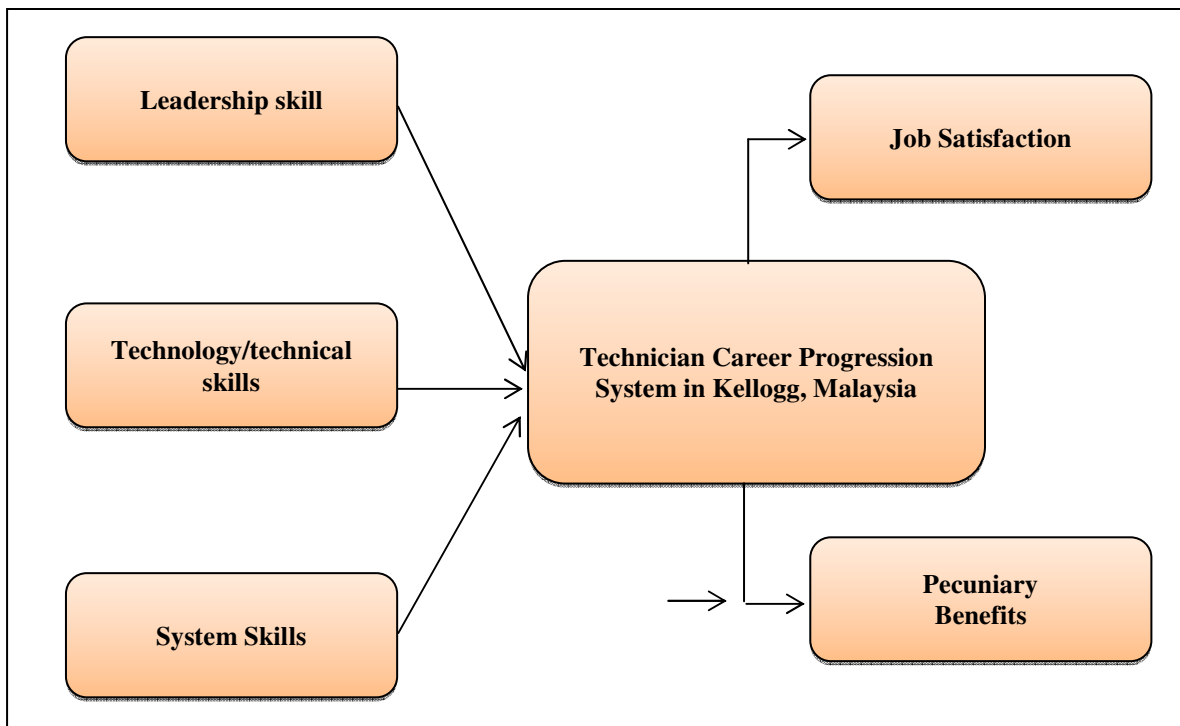 Leadership skill
Technology/technical
skills
System Skills
Technician Career Progression
System in Kellogg, Malaysia
Job Satisfaction
Pecuniary
Benefits